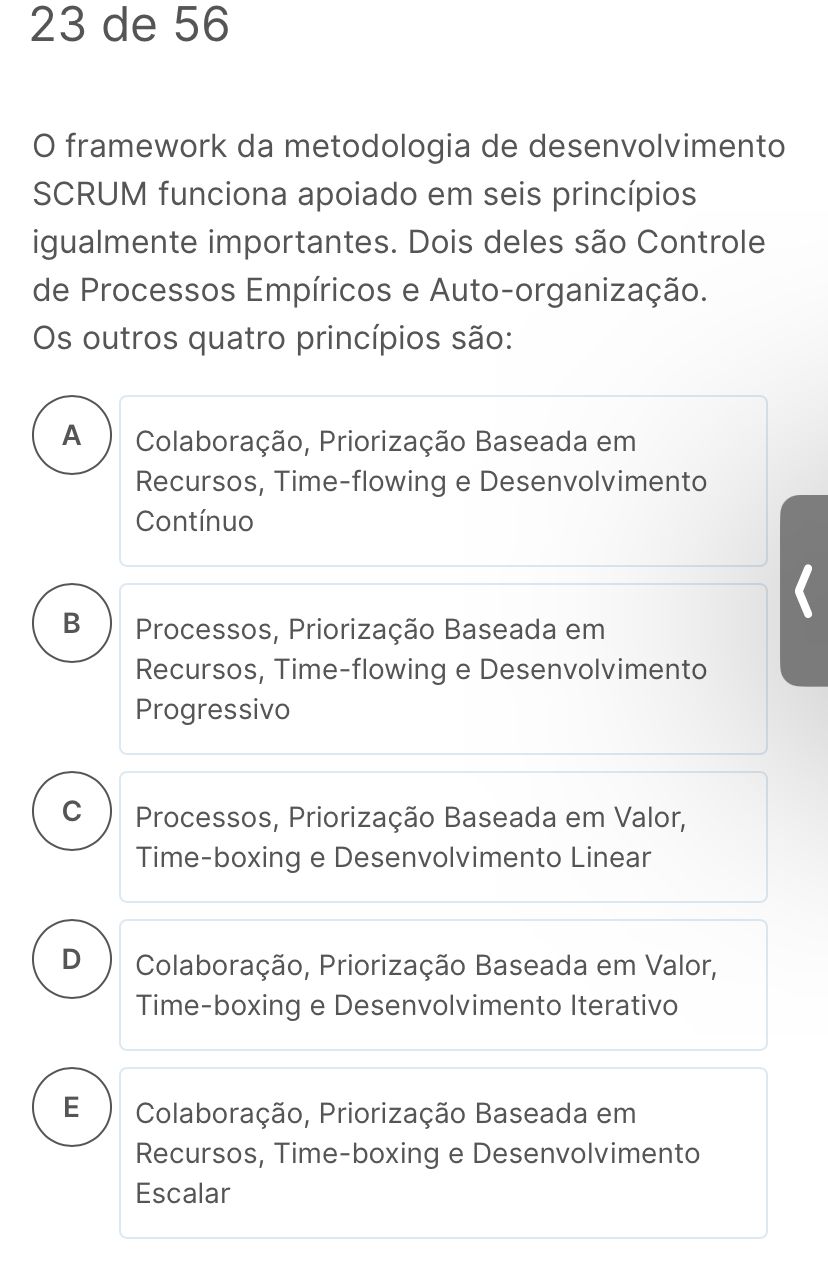 23 de 56
O framework da metodologia de desenvolvimento
SCRUM funciona apoiado em seis princípios
igualmente importantes. Dois deles são Controle
de Processos Empíricos e Auto-organização.
Os outros quatro princípios são:
A
Colaboração, Priorização Baseada em
Recursos, Time-flowing e Desenvolvimento
Contínuo
B
Processos, Priorização Baseada em
Recursos, Time-flowing e Desenvolvimento
Progressivo
C
Processos, Priorização Baseada em Valor,
Time-boxing e Desenvolvimento Linear
D
Colaboração, Priorização Baseada em Valor,
Time-boxing e Desenvolvimento Iterativo
E
Colaboração, Priorização Baseada em
Recursos, Time-boxing e Desenvolvimento
Escalar